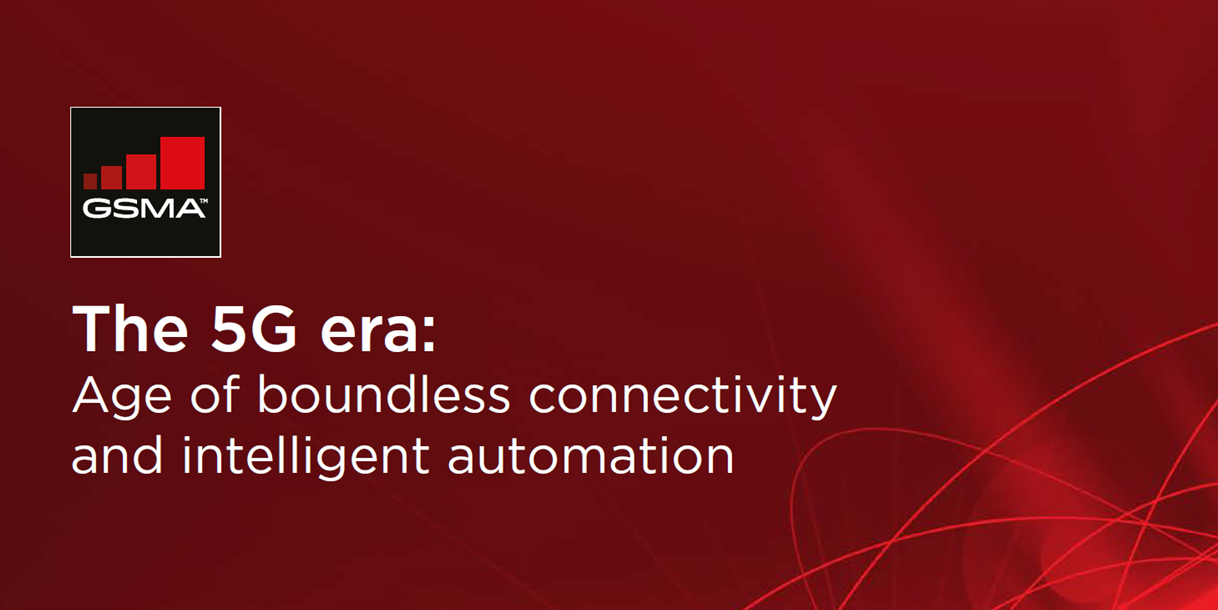 GSMA™
The 5G era:
Age of boundless connectivity
and intelligent automation